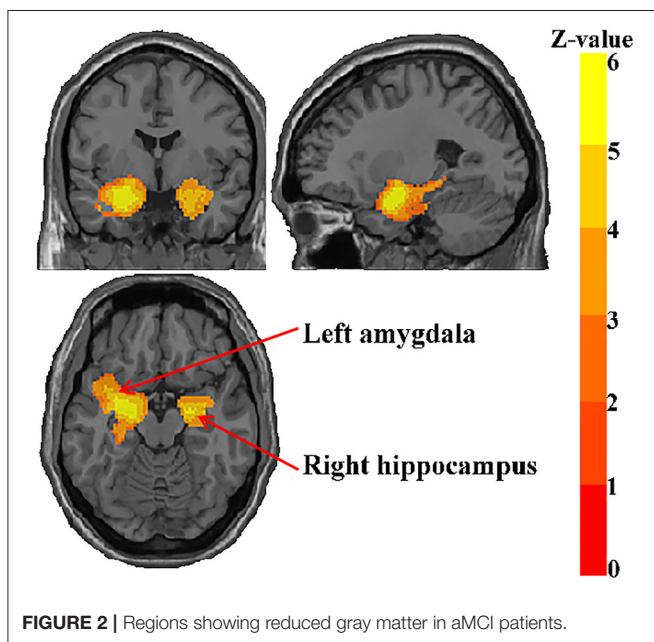 Z-value
6
5
4
3
2
1
0
Left amygdala
Right hippocampus
FIGURE 2 | Regions showing reduced gray matter in aMCI patients.